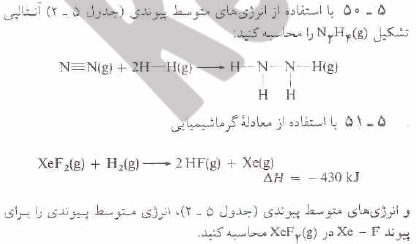 ۵ ـ ۵۰ با استفاده از انرژی‌های متوسط پیوندی (جدول ۵ ـ ۲) آنتالپی
تشکیل N₂H₄(g) را محاسبه کنید:
N≡N(g) + 2H—H(g) ⟶ H—N—N—H(g)
H H
۵ ـ ۵۱ با استفاده از معادلهٔ گرماشیمیایی
XeF₂(g) + H₂(g) ⟶ 2 HF(g) + Xe(g)
ΔH = − 430 kJ
و انرژی‌های متوسط پیوندی (جدول ۵ ـ ۲)، انرژی متوسط پیوندی را برای
پیوند Xe − F در XeF₂(g) محاسبه کنید.